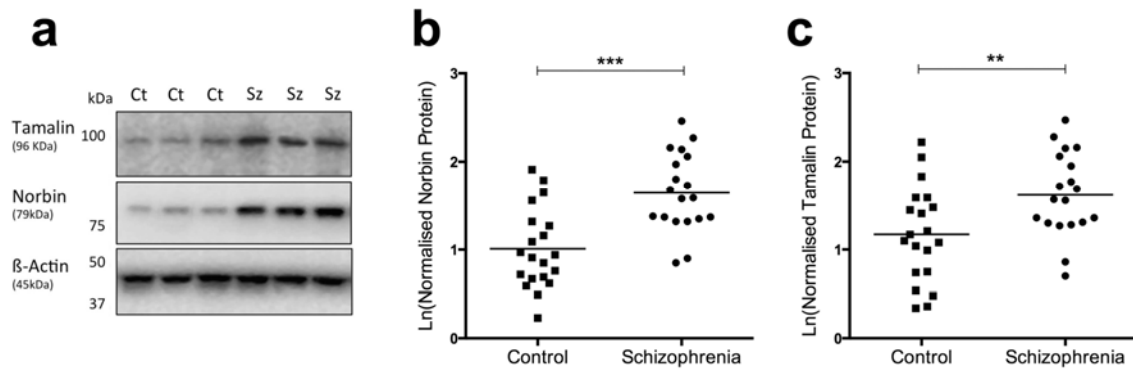 a
kDa Ct Ct Ct Sz Sz Sz
Tamalin
(96 KDa)
100
Norbin
(79kDa)
75
ß-Actin
(45kDa)
50
37
b
***
Ln(Normalised Norbin Protein)
3
2
1
0
Control Schizophrenia
c
**
Ln(Normalised Tamalin Protein)
3
2
1
0
Control Schizophrenia